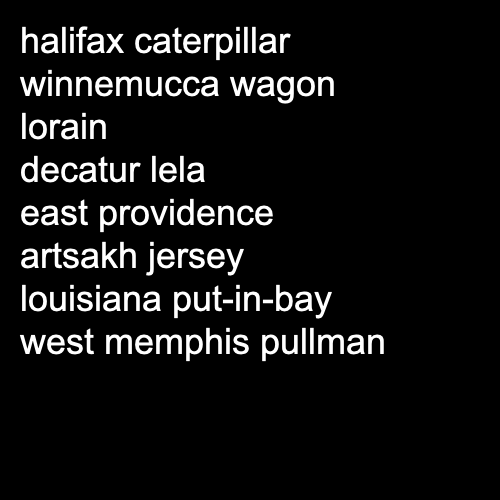 halifax caterpillar
winnemucca wagon
lorain
decatur lela
east providence
artsakh jersey
louisiana put-in-bay
west memphis pullman